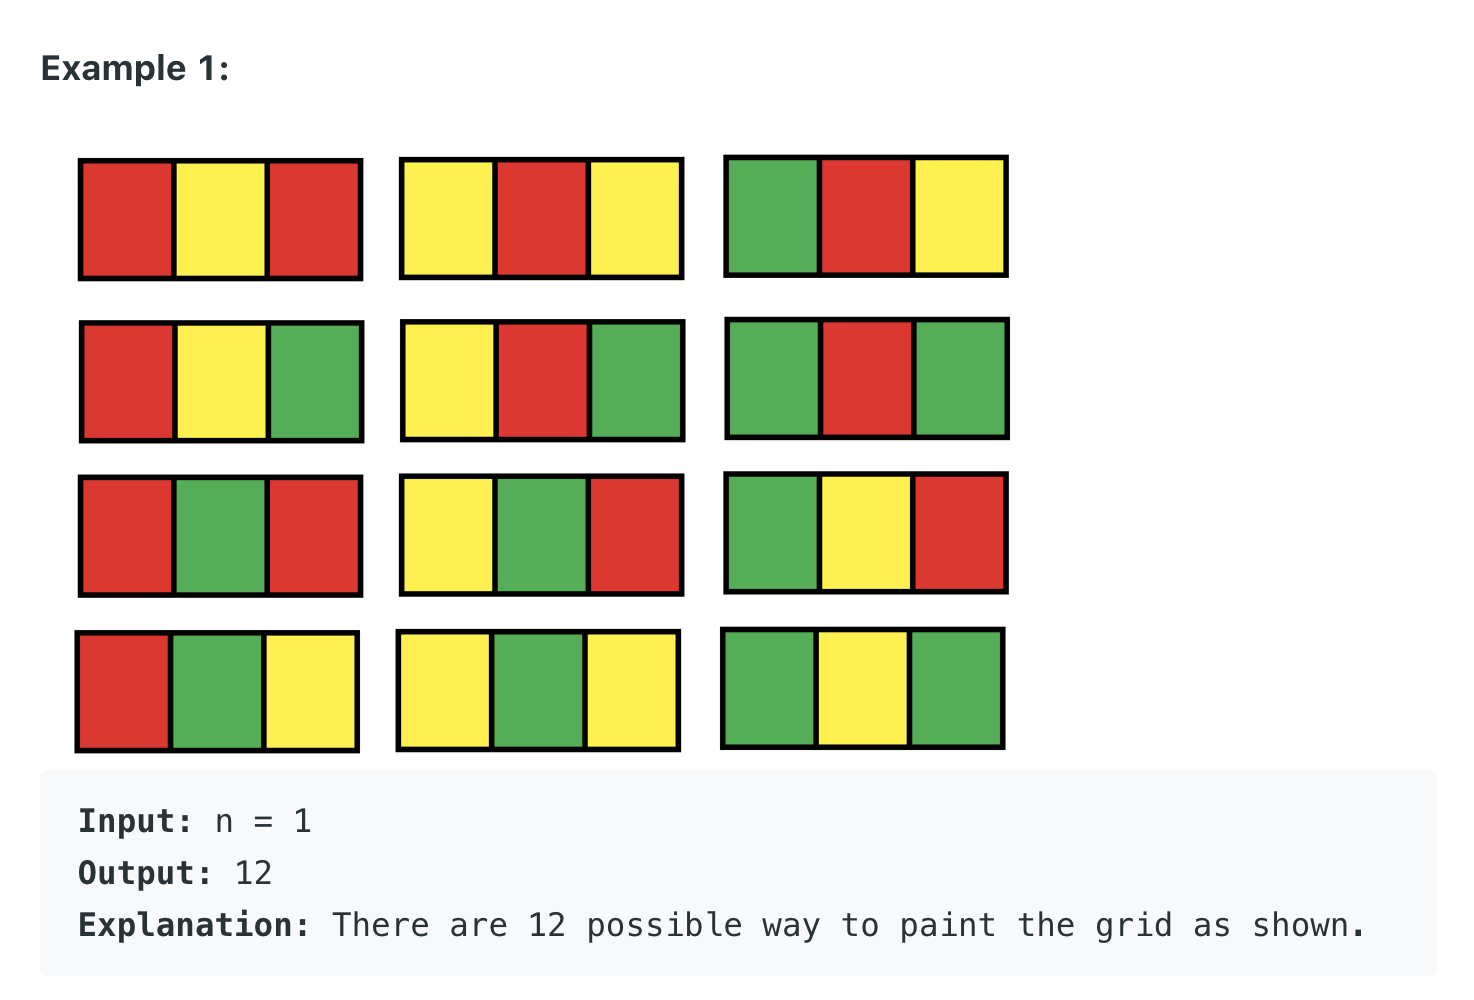 Example 1:
Input: n = 1
Output: 12
Explanation: There are 12 possible way to paint the grid as shown.